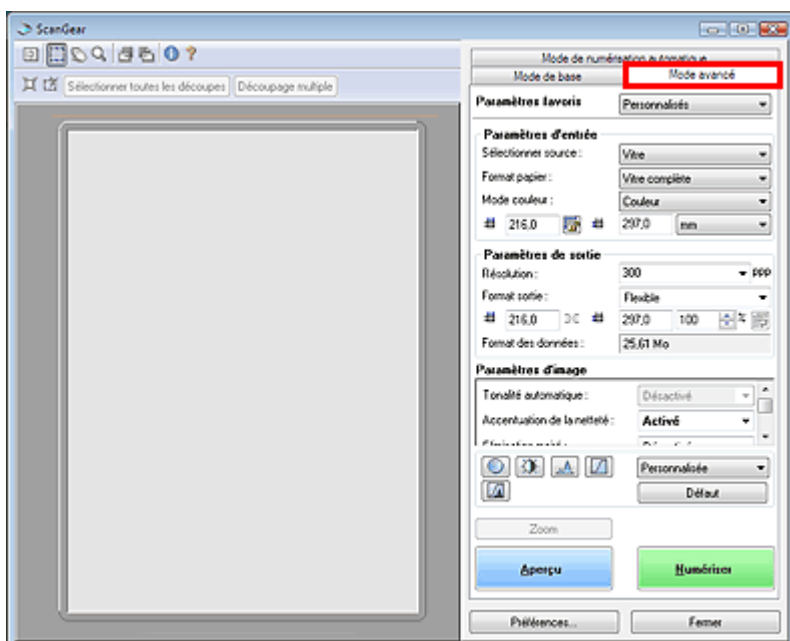 ScanGear
Sélectionner toutes les découpes Découpage multiple
Mode de numérisation automatique
Mode de base Mode avancé
Paramètres favoris Personnalisés
Paramètres d'entrée
Sélectionner source : Vitre
Format papier : Vitre complète
Mode couleur : Couleur
216,0 297,0 mm
Paramètres de sortie
Résolution : 300 ppp
Format sortie : Flexible
216,0 297,0 100 %
Format des données : 25,61 Mo
Paramètres d'image
Tonalité automatique : Désactivé
Accentuation de la netteté : Activé
Personnalisée
Défaut
Zoom
Aperçu Numériser
Préférences... Fermer